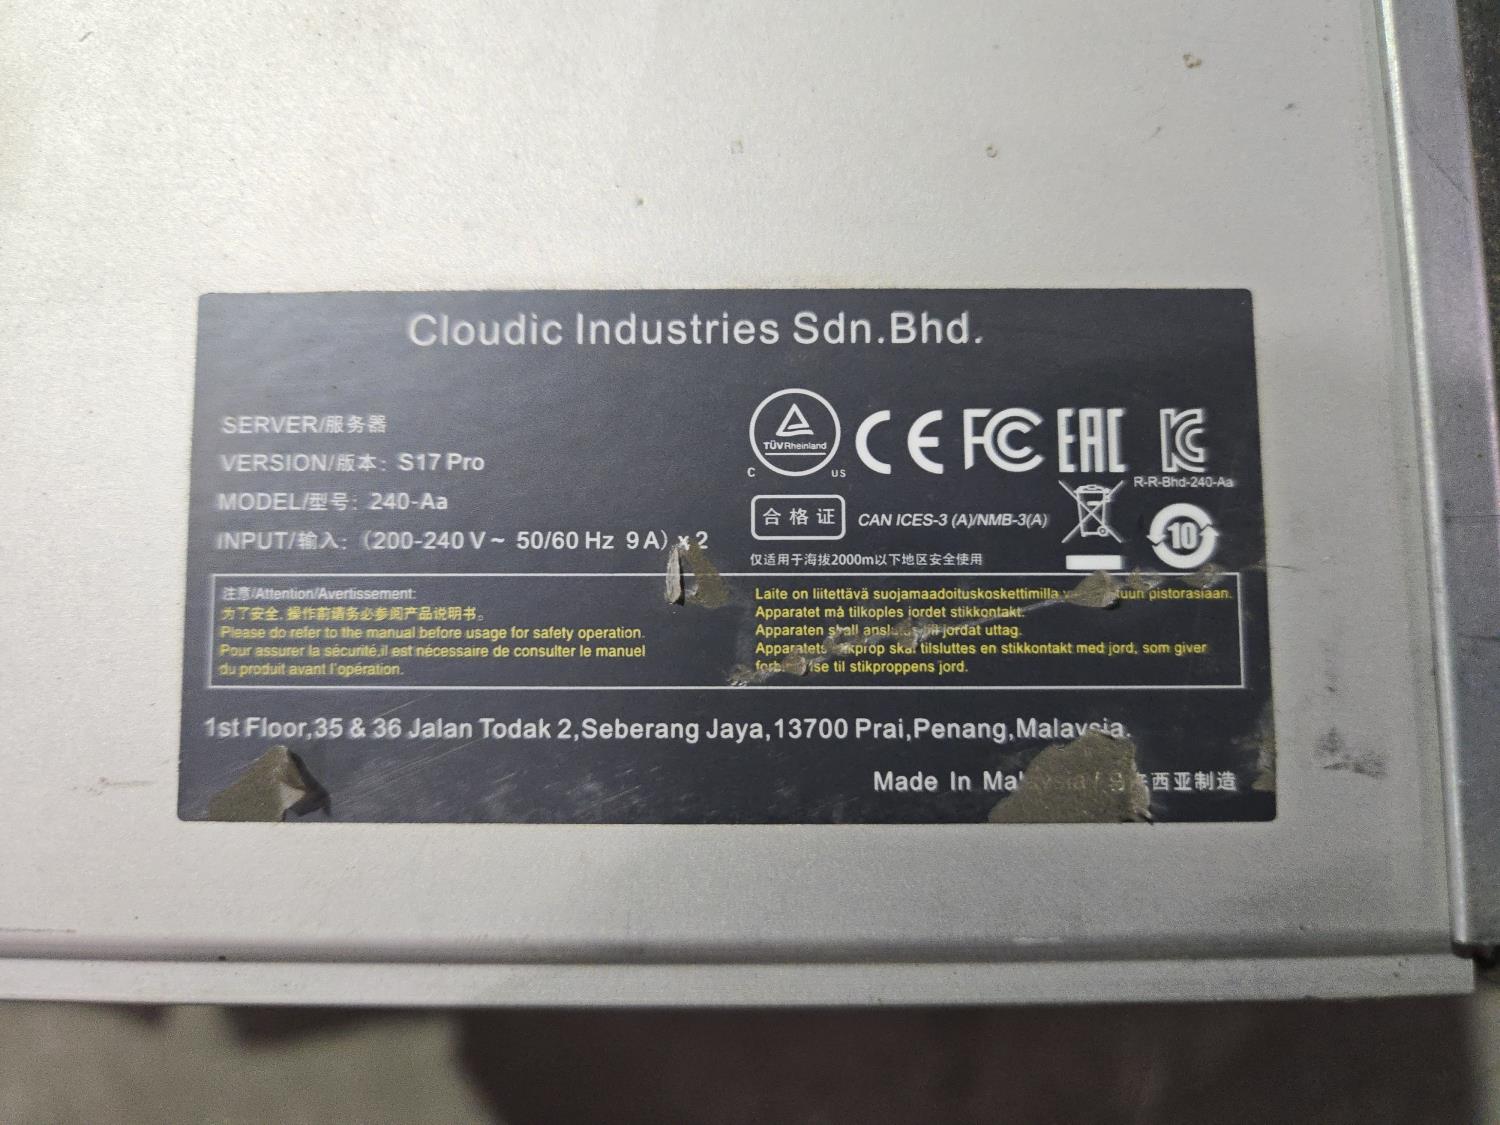 Cloudic Industries Sdn.Bhd.
SERVER/服务器
VERSION/版本: S17 Pro
MODEL/型号: 240-Aa
INPUT/输入: (200-240 V ~ 50/60 Hz 9 A) x 2
TÜVRheinland
C US
CE FC EAC KC
R-R-Bhd-240-Aa
合格证
CAN ICES-3 (A)/NMB-3(A)
10
仅适用于海拔2000m以下地区安全使用
注意/Attention/Avertissement:
为了安全, 操作前请务必参阅产品说明书。
Please do refer to the manual before usage for safety operation.
Pour assurer la sécurité,il est nécessaire de consulter le manuel
du produit avant l'opération.
Laite on liitettävä suojamaadoituskoskettimilla pistorasiaan.
Apparatet må tilkoples jordet stikkontakt.
Apparaten skall anslutas till jordat uttag.
Apparatets stikprop skal tilsluttes en stikkontakt med jord, som giver
til stikproppens jord.
1st Floor,35 & 36 Jalan Todak 2,Seberang Jaya,13700 Prai,Penang,Malaysia.
Made In Malaysia / 西亚制造